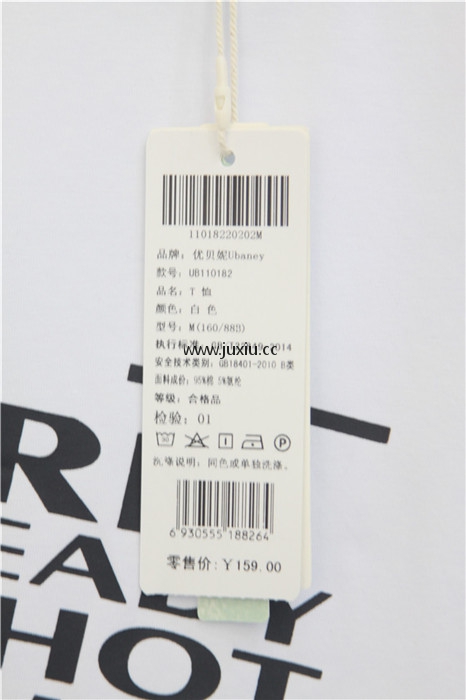 11018220202M
品牌：优贝妮Ubaney
款号：UB110182
品名：T 恤
颜色：白 色
型号：M(160/88B)
执行标准: 2014
www.juxiu.cc
安全技术类别：GB18401-2010 B类
面料成份：95%棉 5%氨纶
等级：合格品
检验：01
洗涤说明：同色或单独洗涤。
6 930555 188264
零售价:¥159.00
EADY
HOT